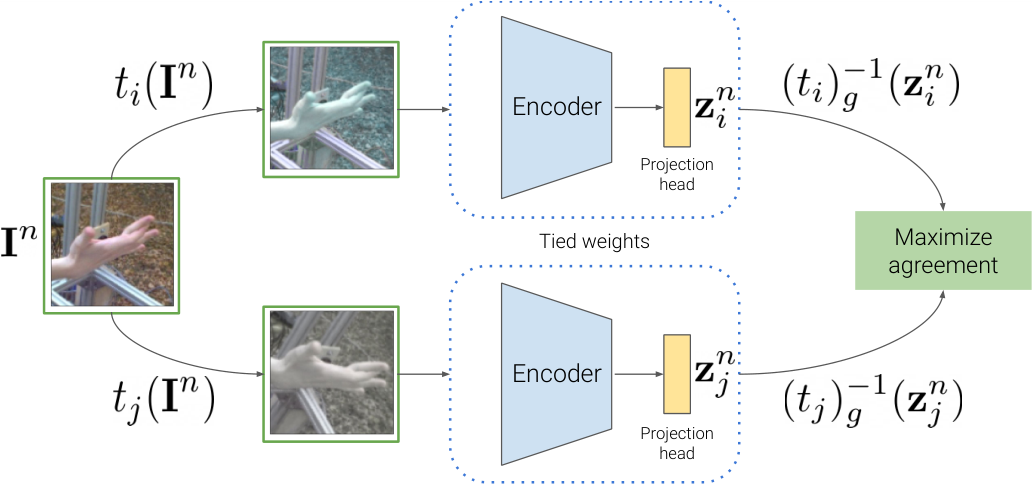 t_i(𝐈^n)
Encoder
𝐳_i^n
(t_i)_g^{-1}(𝐳_i^n)
Projection
head
𝐈^n
Tied weights
Maximize
agreement
t_j(𝐈^n)
Encoder
𝐳_j^n
(t_j)_g^{-1}(𝐳_j^n)
Projection
head